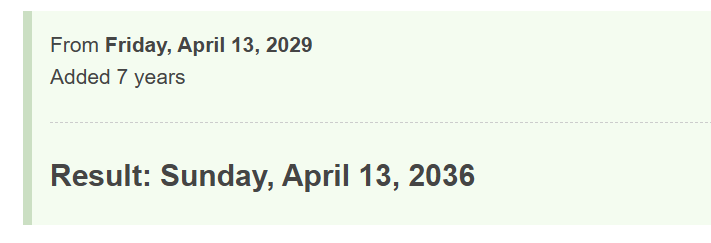 From Friday, April 13, 2029
Added 7 years
Result: Sunday, April 13, 2036